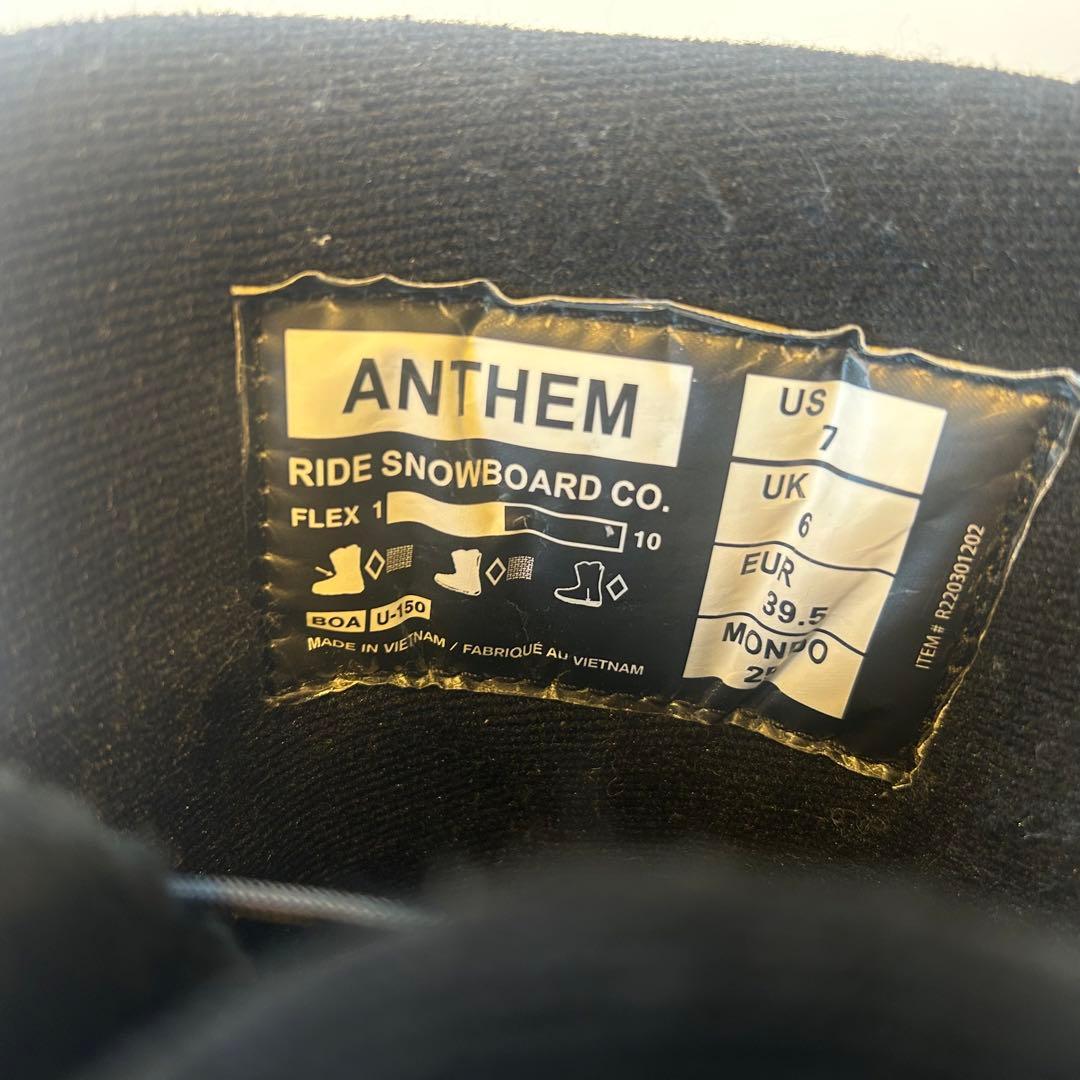 ANTHEM
RIDE SNOWBOARD CO.
FLEX 1 10
BOA U-150
MADE IN VIETNAM / FABRIQUÉ AU VIETNAM
US
7
UK
6
EUR
39.5
MONDO
ITEM# R220301202